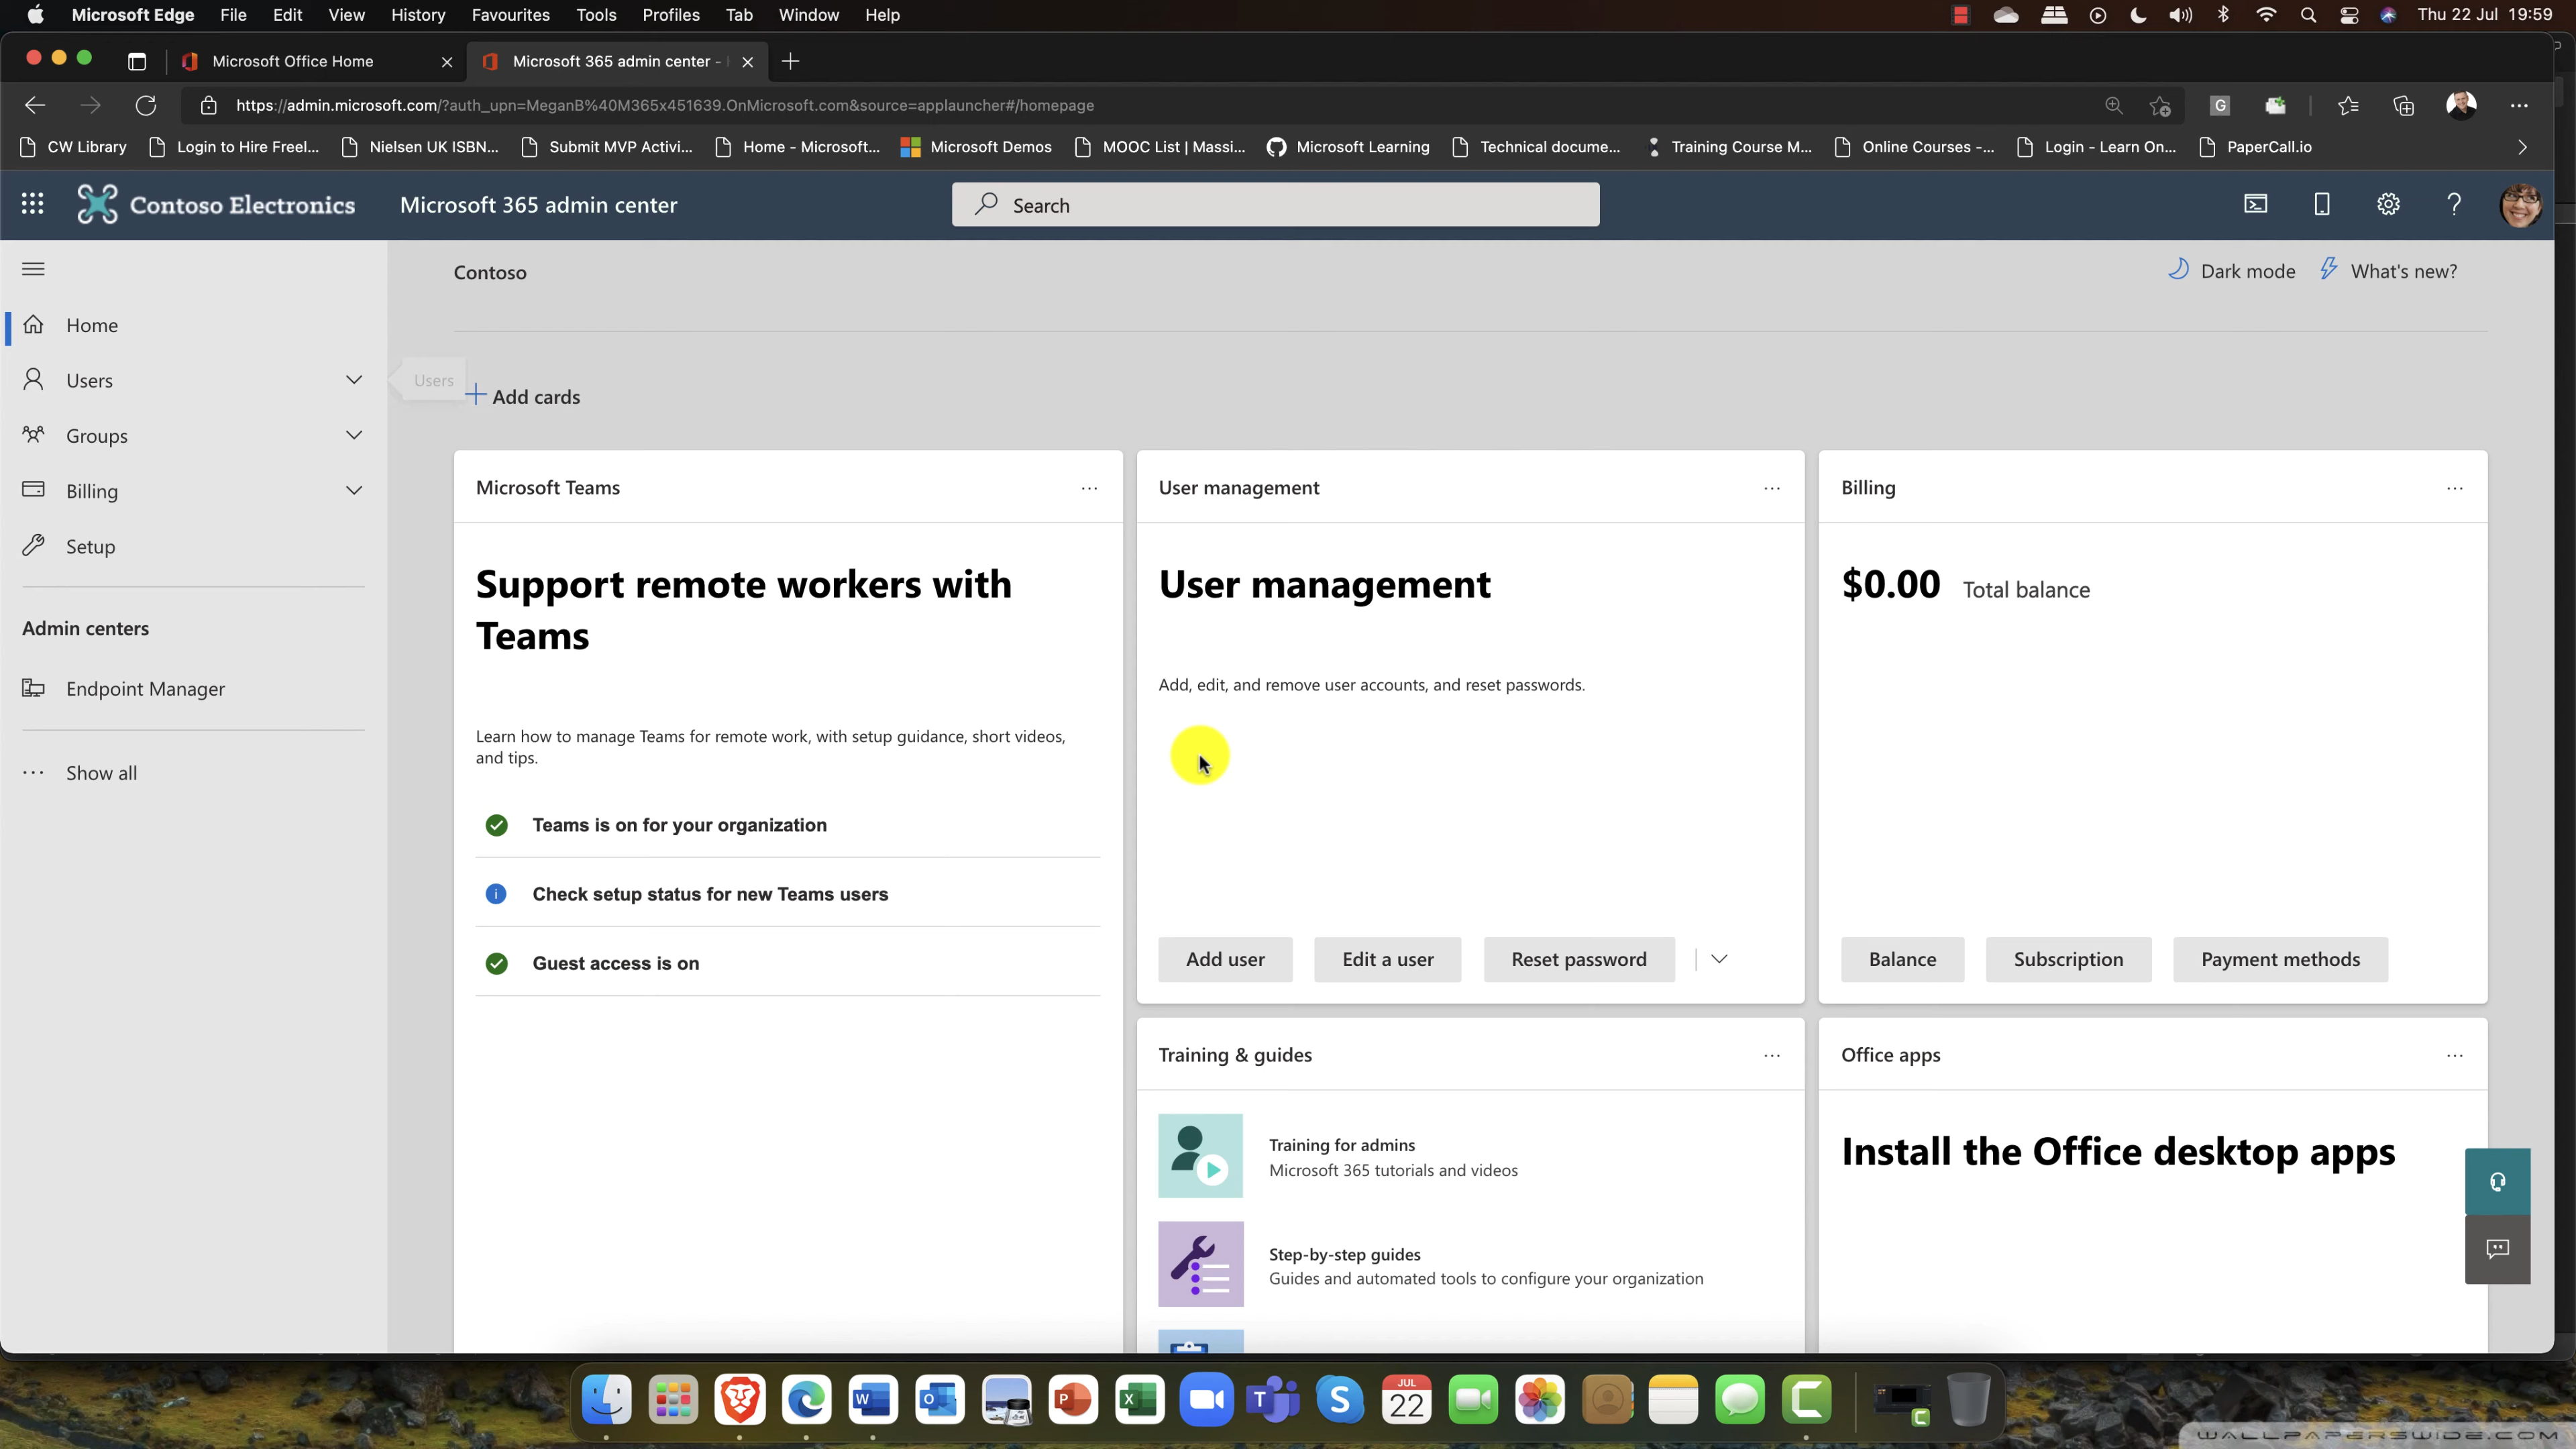 Microsoft Edge File Edit View History Favourites Tools Profiles Tab Window Help Thu 22 Jul 19:59
Microsoft Office Home Microsoft 365 admin center -
https://admin.microsoft.com/?auth_upn=MeganB%40M365x451639.OnMicrosoft.com&source=applauncher#/homepage
CW Library Login to Hire Freel... Nielsen UK ISBN... Submit MVP Activi... Home - Microsoft... Microsoft Demos MOOC List | Massi... Microsoft Learning Technical docume... Training Course M... Online Courses -... Login - Learn On... PaperCall.io
Contoso Electronics Microsoft 365 admin center Search
Contoso Dark mode What's new?
Home
Users
Users
Add cards
Groups
Billing
Setup
Admin centers
Endpoint Manager
Show all
Microsoft Teams
Support remote workers with
Teams
Learn how to manage Teams for remote work, with setup guidance, short videos,
and tips.
Teams is on for your organization
Check setup status for new Teams users
Guest access is on
User management
User management
Add, edit, and remove user accounts, and reset passwords.
Add user Edit a user Reset password
Billing
$0.00 Total balance
Balance Subscription Payment methods
Training & guides
Training for admins
Microsoft 365 tutorials and videos
Step-by-step guides
Guides and automated tools to configure your organization
Office apps
Install the Office desktop apps
JUL
22
WALLPAPERSWIDE.COM